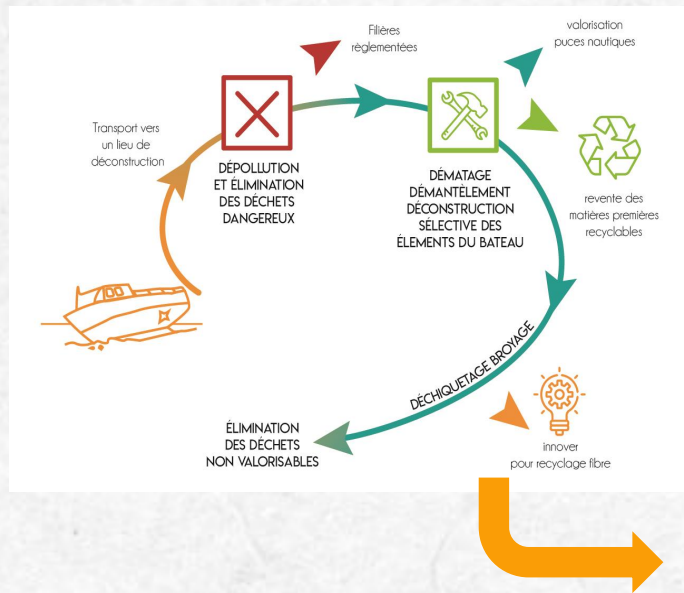 Filières
règlementées
valorisation
puces nautiques
Transport vers
un lieu de
déconstruction
DÉPOLLUTION
ET ÉLIMINATION
DES DÉCHETS
DANGEREUX
DÉMATAGE
DÉMANTÈLEMENT
DÉCONSTRUCTION
SÉLECTIVE DES
ÉLEMENTS DU BATEAU
revente des
matières premières
recyclables
DÉCHIQUETAGE BROYAGE
ÉLIMINATION
DES DÉCHETS
NON VALORISABLES
innover
pour recyclage fibre